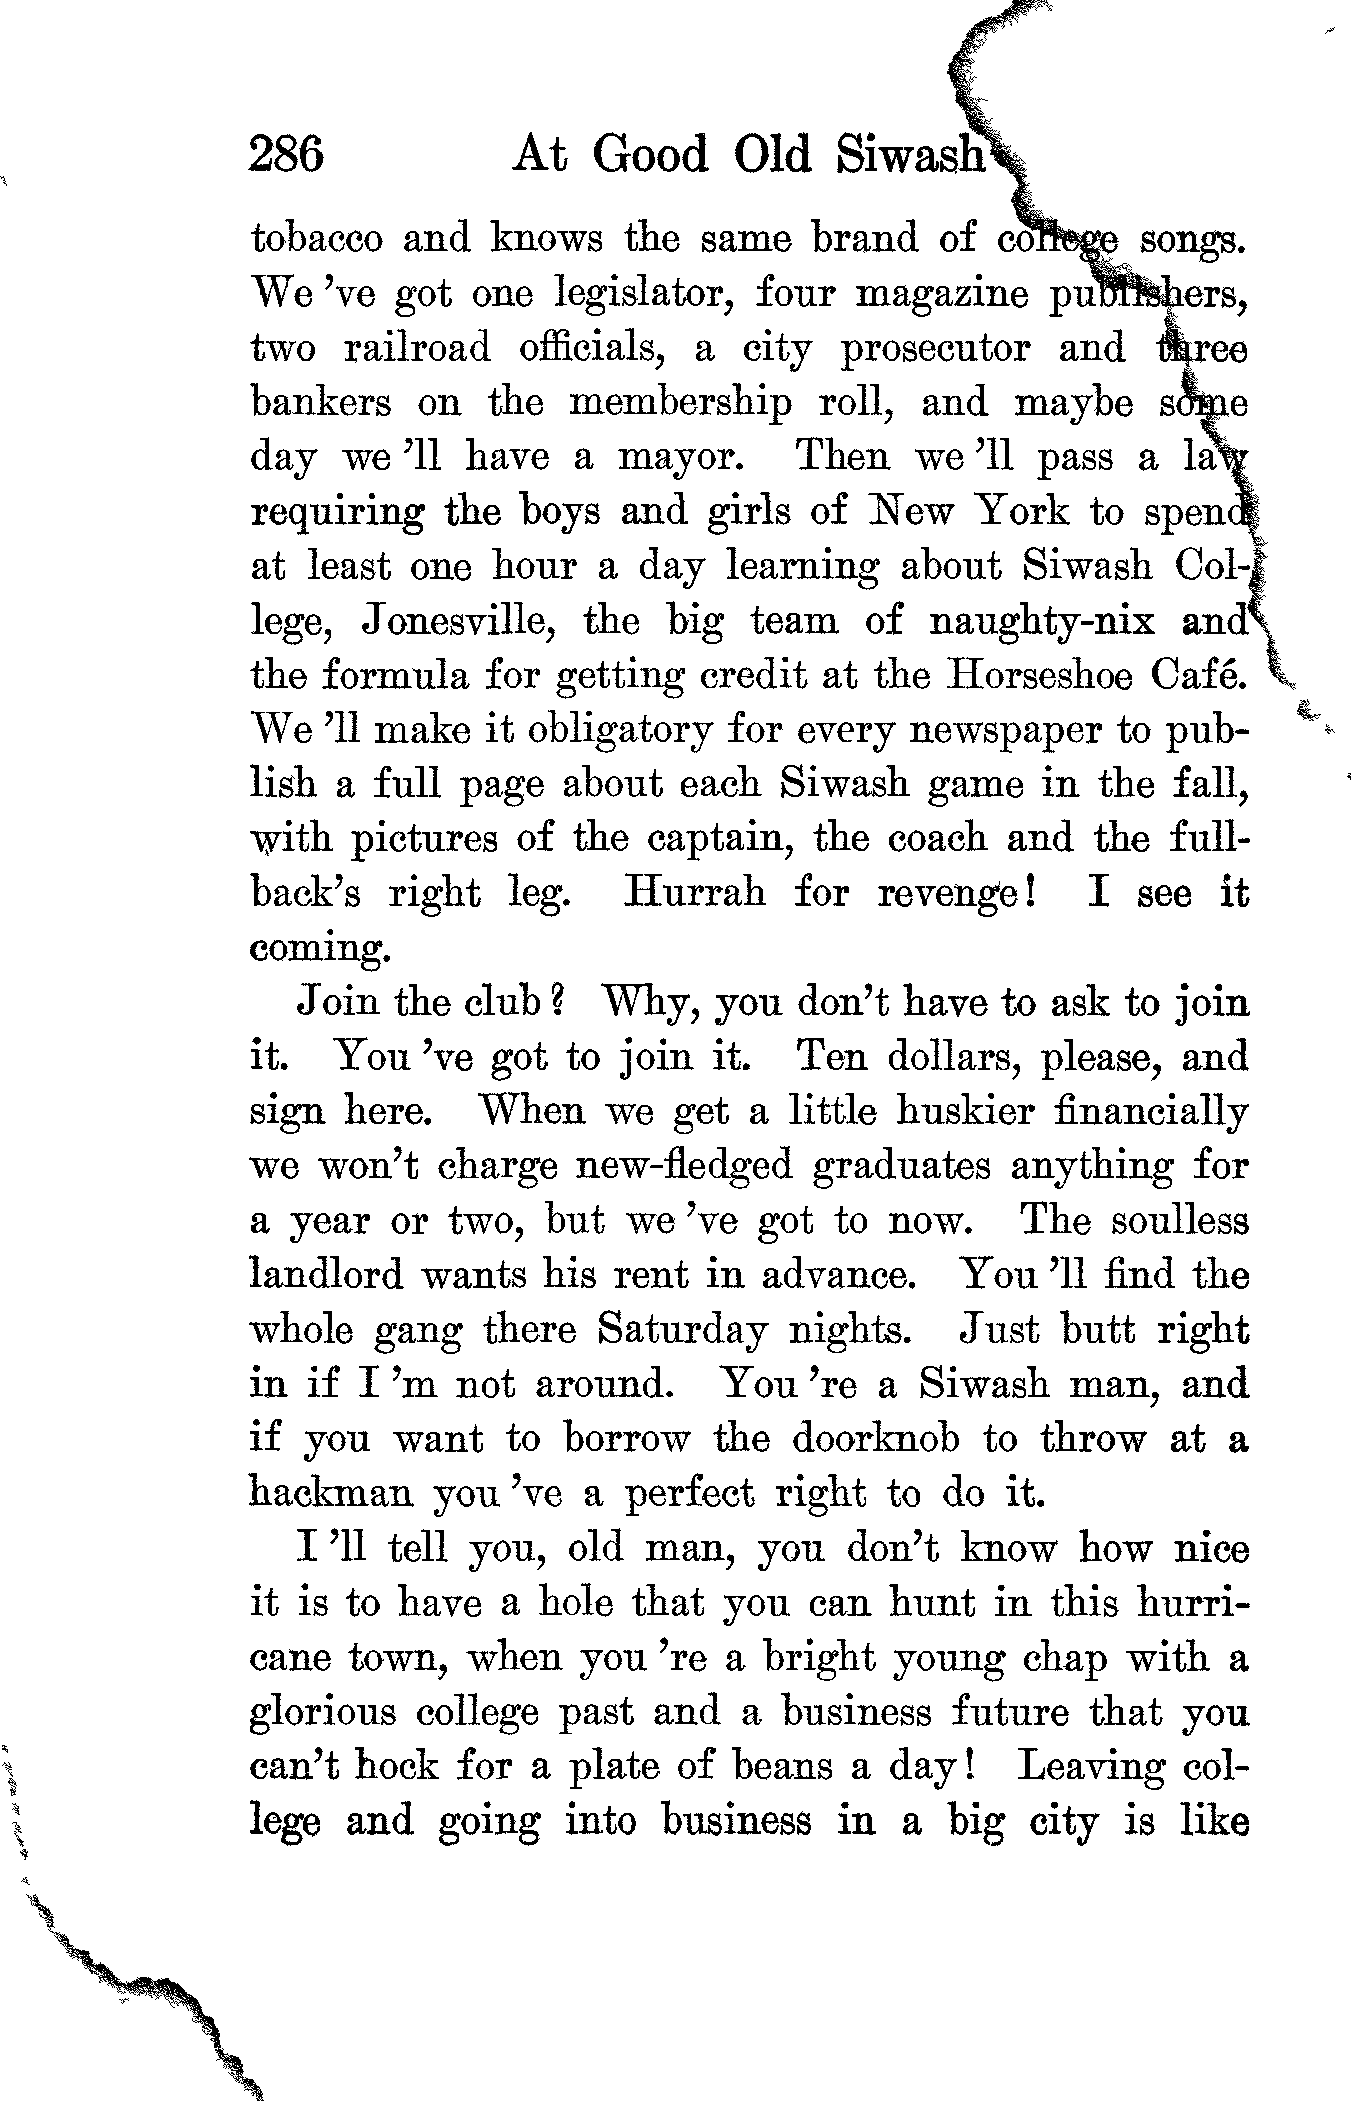 286 At Good Old Siwash
tobacco and knows the same brand of college songs.
We 've got one legislator, four magazine publishers,
two railroad officials, a city prosecutor and three
bankers on the membership roll, and maybe some
day we 'll have a mayor. Then we 'll pass a law
requiring the boys and girls of New York to spend
at least one hour a day learning about Siwash Col-
lege, Jonesville, the big team of naughty-nix and
the formula for getting credit at the Horseshoe Café.
We 'll make it obligatory for every newspaper to pub-
lish a full page about each Siwash game in the fall,
with pictures of the captain, the coach and the full-
back's right leg. Hurrah for revenge! I see it
coming.
Join the club? Why, you don't have to ask to join
it. You 've got to join it. Ten dollars, please, and
sign here. When we get a little huskier financially
we won't charge new-fledged graduates anything for
a year or two, but we 've got to now. The soulless
landlord wants his rent in advance. You 'll find the
whole gang there Saturday nights. Just butt right
in if I 'm not around. You 're a Siwash man, and
if you want to borrow the doorknob to throw at a
hackman you 've a perfect right to do it.
I 'll tell you, old man, you don't know how nice
it is to have a hole that you can hunt in this hurri-
cane town, when you 're a bright young chap with a
glorious college past and a business future that you
can't hock for a plate of beans a day! Leaving col-
lege and going into business in a big city is like